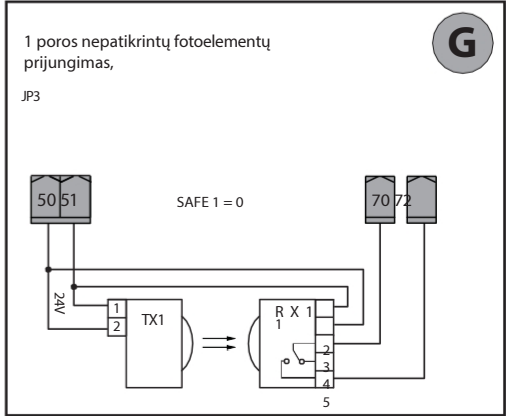 1 poros nepatikrintų fotoelementų
prijungimas,
G
JP3
50 51
SAFE 1 = 0
70 72
24V
1
2
TX1
R X 1
1
2
3
4
5